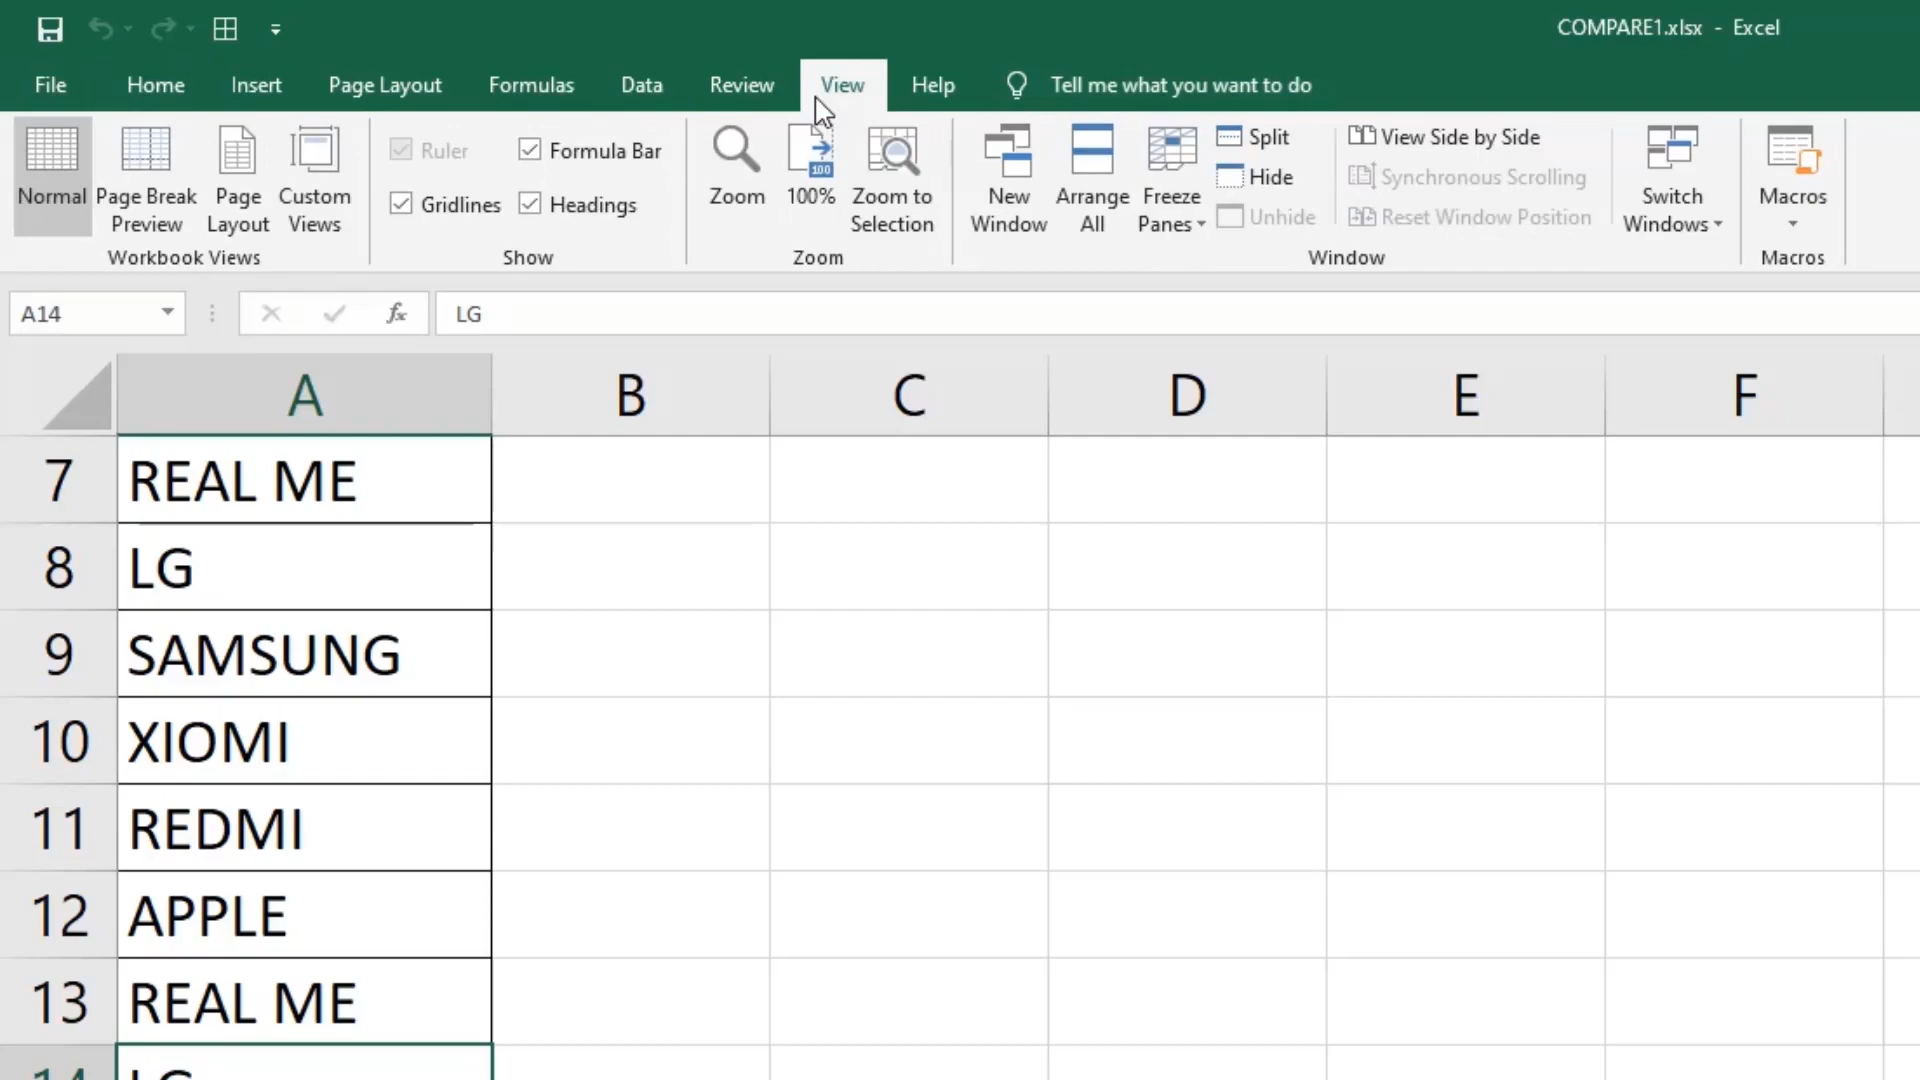 COMPARE1.xlsx - Excel
File Home Insert Page Layout Formulas Data Review View Help Tell me what you want to do
Normal
Page Break Preview
Page Layout
Custom Views
Workbook Views
Ruler
Formula Bar
Gridlines
Headings
Show
Zoom
100%
Zoom to Selection
Zoom
New Window
Arrange All
Freeze Panes
Split
Hide
Unhide
View Side by Side
Synchronous Scrolling
Reset Window Position
Switch Windows
Window
Macros
Macros
A14 fx LG
A B C D E F
7 REAL ME
8 LG
9 SAMSUNG
10 XIOMI
11 REDMI
12 APPLE
13 REAL ME
14 LG